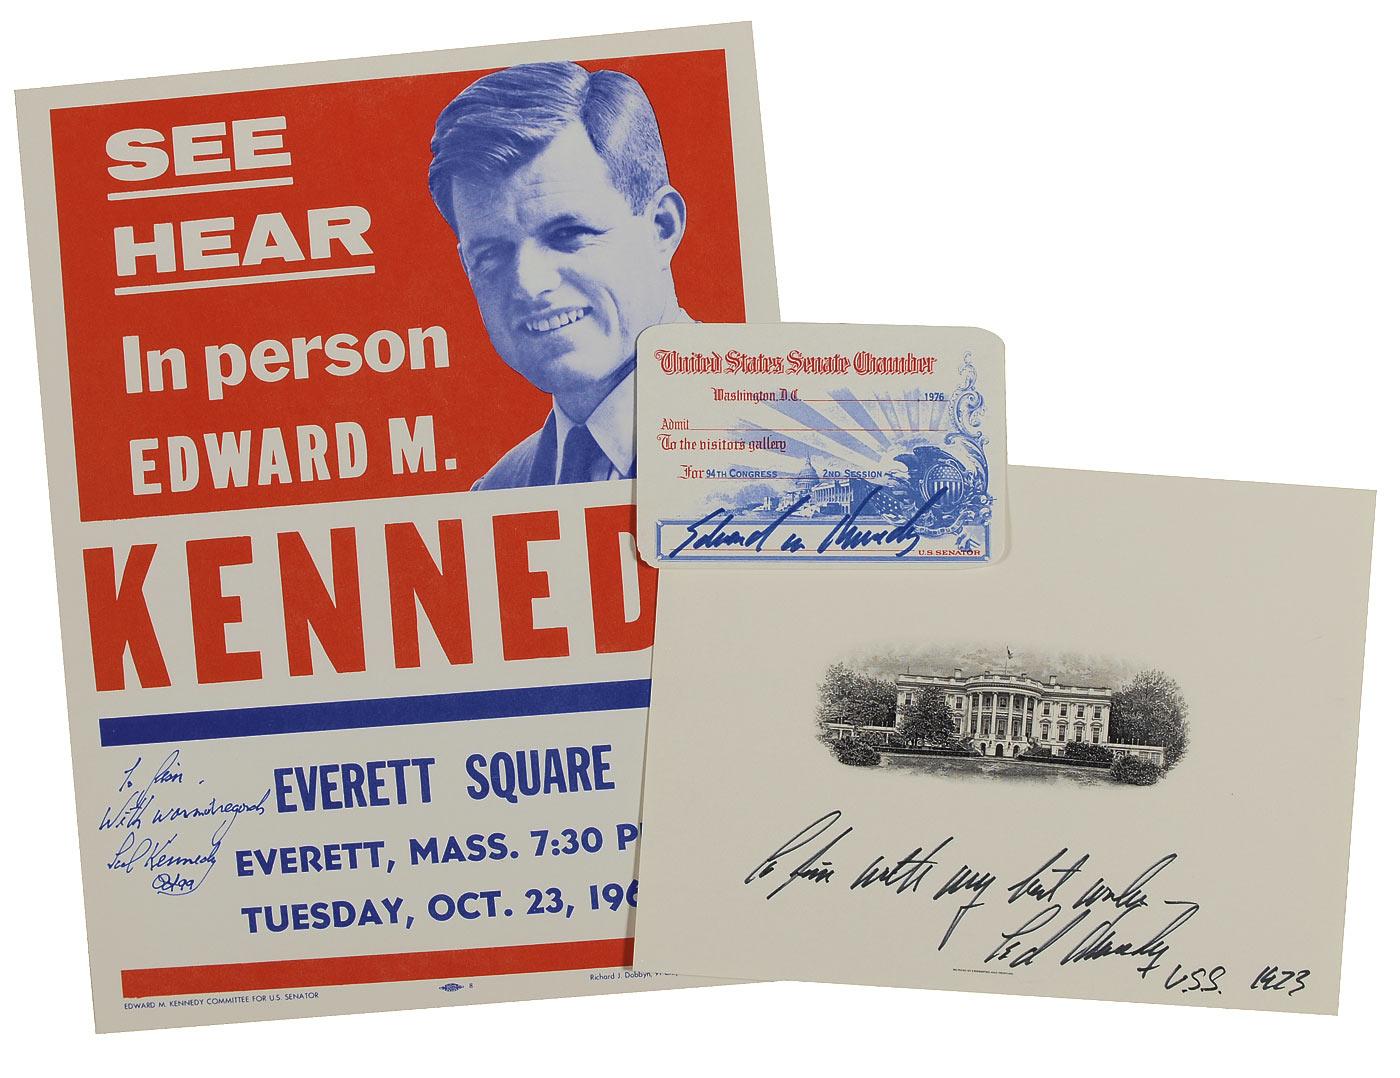 SEE
HEAR
In person
EDWARD M.
KENNED
EVERETT SQUARE
EVERETT, MASS. 7:30 P
TUESDAY, OCT. 23, 196
To Jim.
With warmest regards
Ted Kennedy
Oct 99
EDWARD M. KENNEDY COMMITTEE FOR U.S. SENATOR
8
Richard J. Dobbyn,
United States Senate Chamber
Washington, D.C. 1976
Admit
To the visitors gallery
For 94TH CONGRESS 2ND SESSION
Edward M Kennedy
U.S. SENATOR
To Jim with my best wishes —
Ted Kennedy
U.S.S. 1973